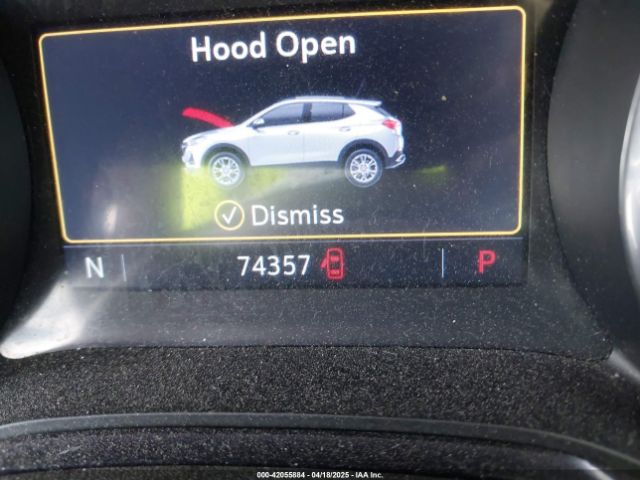 Hood Open
Dismiss
N 74357 P
000-42055884 - 04/18/2025 - IAA Inc.